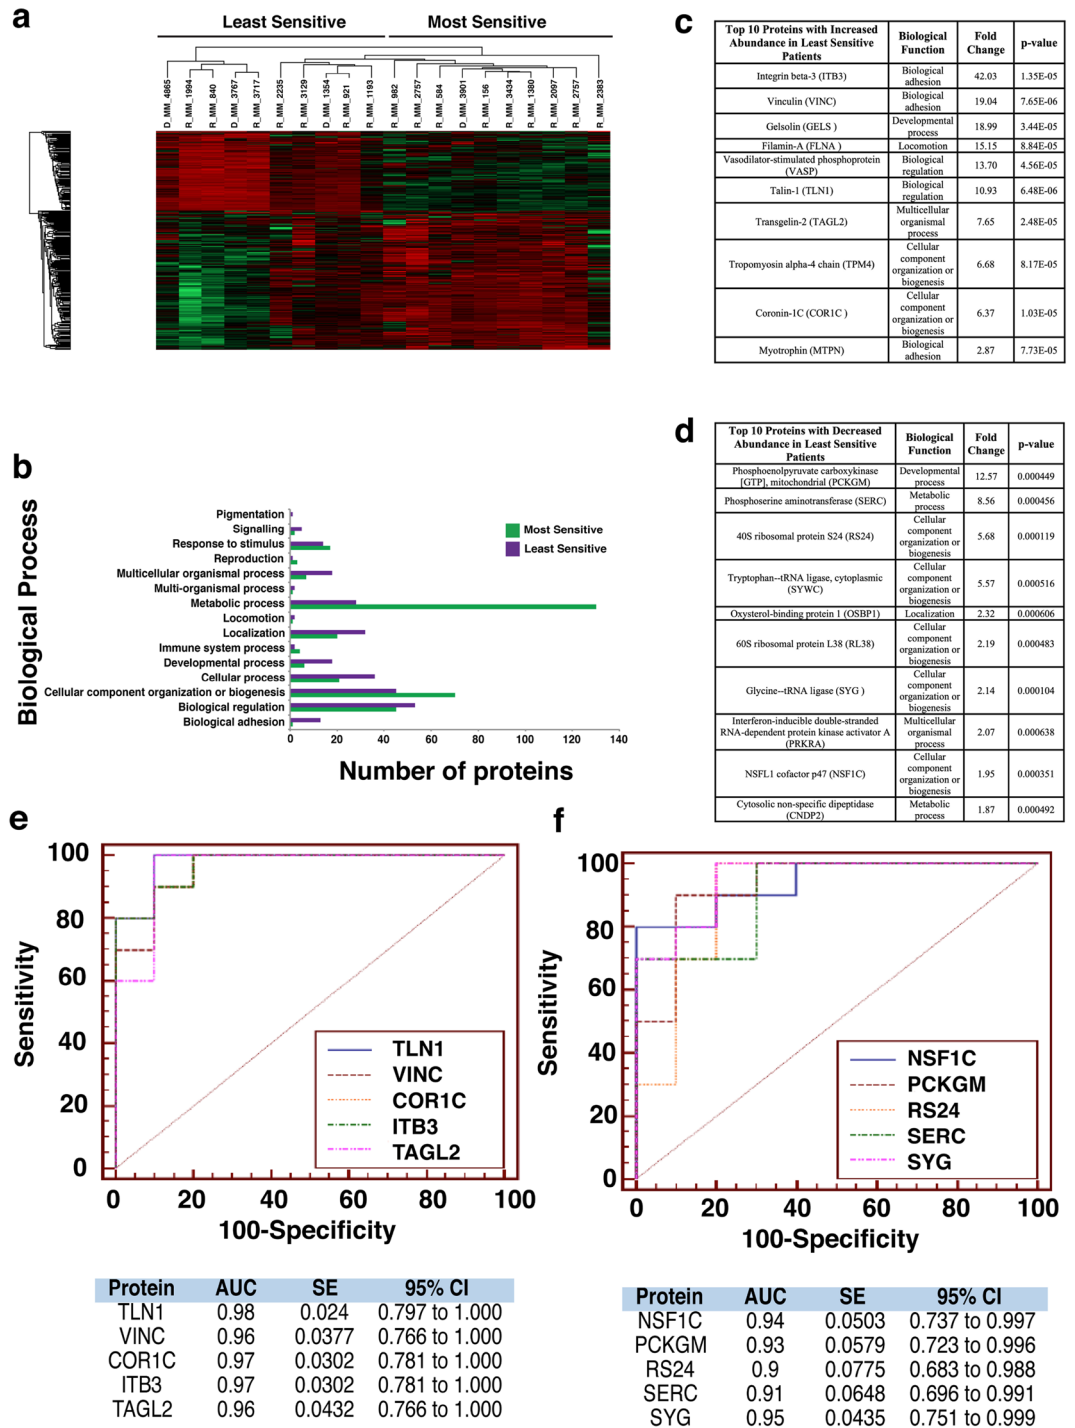 a
Least Sensitive
Most Sensitive
D_MM_4865
R_MM_1994
R_MM_840
D_MM_3767
R_MM_3717
R_MM_2235
R_MM_3129
D_MM_1354
R_MM_921
R_MM_1193
R_MM_982
R_MM_2757
R_MM_584
D_MM_3901
R_MM_156
R_MM_3434
R_MM_1380
R_MM_2097
R_MM_2757
R_MM_2383
b
Biological Process
Pigmentation
Signalling
Response to stimulus
Reproduction
Multicellular organismal process
Multi-organismal process
Metabolic process
Locomotion
Localization
Immune system process
Developmental process
Cellular process
Cellular component organization or biogenesis
Biological regulation
Biological adhesion
Most Sensitive
Least Sensitive
0 20 40 60 80 100 120 140
Number of proteins
c
Top 10 Proteins with Increased
Abundance in Least Sensitive
Patients
Biological
Function
Fold
Change
p-value
Integrin beta-3 (ITB3)
Biological
adhesion
42.03
1.35E-05
Vinculin (VINC)
Biological
adhesion
19.04
7.65E-06
Gelsolin (GELS )
Developmental
process
18.99
3.44E-05
Filamin-A (FLNA )
Locomotion
15.15
8.84E-05
Vasodilator-stimulated phosphoprotein
(VASP)
Biological
regulation
13.70
4.56E-05
Talin-1 (TLN1)
Biological
regulation
10.93
6.48E-06
Transgelin-2 (TAGL2)
Multicellular
organismal
process
7.65
2.48E-05
Tropomyosin alpha-4 chain (TPM4)
Cellular
component
organization or
biogenesis
6.68
8.17E-05
Coronin-1C (COR1C )
Cellular
component
organization or
biogenesis
6.37
1.03E-05
Myotrophin (MTPN)
Biological
adhesion
2.87
7.73E-05
d
Top 10 Proteins with Decreased
Abundance in Least Sensitive
Patients
Biological
Function
Fold
Change
p-value
Phosphoenolpyruvate carboxykinase
[GTP], mitochondrial (PCKGM)
Developmental
process
12.57
0.000449
Phosphoserine aminotransferase (SERC)
Metabolic
process
8.56
0.000456
40S ribosomal protein S24 (RS24)
Cellular
component
organization or
biogenesis
5.68
0.000119
Tryptophan--tRNA ligase, cytoplasmic
(SYWC)
Cellular
component
organization or
biogenesis
5.57
0.000516
Oxysterol-binding protein 1 (OSBP1)
Localization
2.32
0.000606
60S ribosomal protein L38 (RL38)
Cellular
component
organization or
biogenesis
2.19
0.000483
Glycine--tRNA ligase (SYG )
Cellular
component
organization or
biogenesis
2.14
0.000104
Interferon-inducible double-stranded
RNA-dependent protein kinase activator A
(PRKRA)
Multicellular
organismal
process
2.07
0.000638
NSFL1 cofactor p47 (NSF1C)
Cellular
component
organization or
biogenesis
1.95
0.000351
Cytosolic non-specific dipeptidase
(CNDP2)
Metabolic
process
1.87
0.000492
e
Sensitivity
100
80
60
40
20
0
TLN1
VINC
COR1C
ITB3
TAGL2
0 20 40 60 80 100
100-Specificity
Protein AUC SE 95% CI
TLN1 0.98 0.024 0.797 to 1.000
VINC 0.96 0.0377 0.766 to 1.000
COR1C 0.97 0.0302 0.781 to 1.000
ITB3 0.97 0.0302 0.781 to 1.000
TAGL2 0.96 0.0432 0.766 to 1.000
f
Sensitivity
100
80
60
40
20
0
NSF1C
PCKGM
RS24
SERC
SYG
0 20 40 60 80 100
100-Specificity
Protein AUC SE 95% CI
NSF1C 0.94 0.0503 0.737 to 0.997
PCKGM 0.93 0.0579 0.723 to 0.996
RS24 0.9 0.0775 0.683 to 0.988
SERC 0.91 0.0648 0.696 to 0.991
SYG 0.95 0.0435 0.751 to 0.999